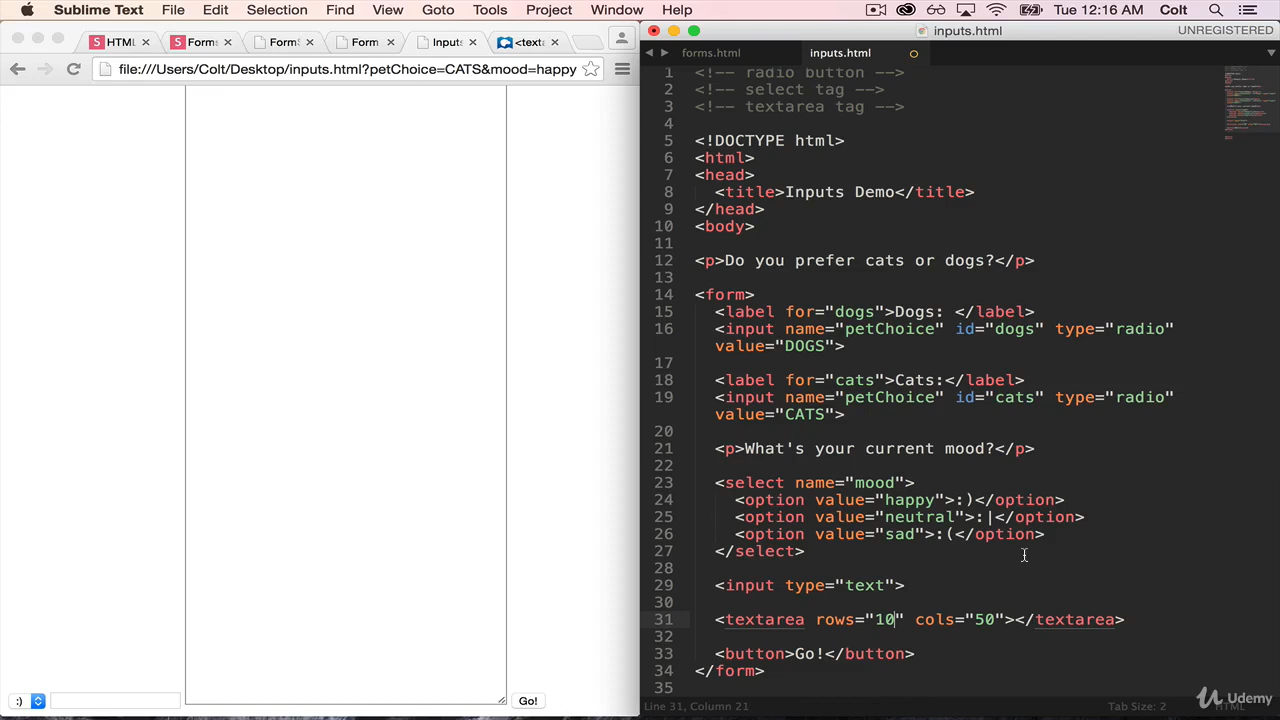 Sublime Text File Edit Selection Find View Goto Tools Project Window Help Tue 12:16 AM Colt
inputs.html UNREGISTERED
HTML Forms FormS Form Inputs <texta
forms.html inputs.html
file:///Users/Colt/Desktop/inputs.html?petChoice=CATS&mood=happy
1 <!-- radio button -->
2 <!-- select tag -->
3 <!-- textarea tag -->
4
5 <!DOCTYPE html>
6 <html>
7 <head>
8 <title>Inputs Demo</title>
9 </head>
10 <body>
11
12 <p>Do you prefer cats or dogs?</p>
13
14 <form>
15 <label for="dogs">Dogs: </label>
16 <input name="petChoice" id="dogs" type="radio"
value="DOGS">
17
18 <label for="cats">Cats:</label>
19 <input name="petChoice" id="cats" type="radio"
value="CATS">
20
21 <p>What's your current mood?</p>
22
23 <select name="mood">
24 <option value="happy">:)</option>
25 <option value="neutral">:|</option>
26 <option value="sad">:(</option>
27 </select>
28
29 <input type="text">
30
31 <textarea rows="10" cols="50"></textarea>
32
33 <button>Go!</button>
34 </form>
35
:) Go!
Line 31, Column 21 Tab Size: 2 HTML
Udemy